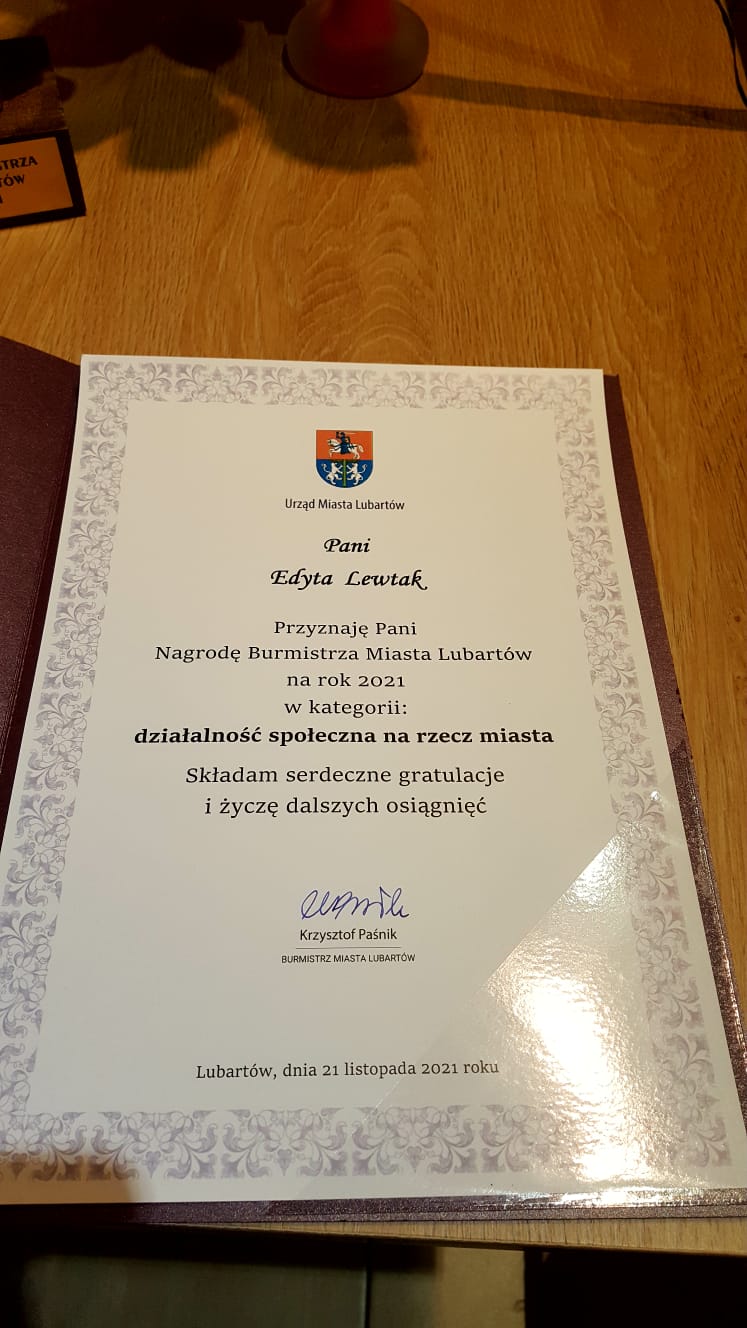 TRZA
TÓW
Urząd Miasta Lubartów
Pani
Edyta Lewtak
Przyznaję Pani
Nagrodę Burmistrza Miasta Lubartów
na rok 2021
w kategorii:
działalność społeczna na rzecz miasta
Składam serdeczne gratulacje
i życzę dalszych osiągnięć
Krzysztof Paśnik
BURMISTRZ MIASTA LUBARTÓW
Lubartów, dnia 21 listopada 2021 roku